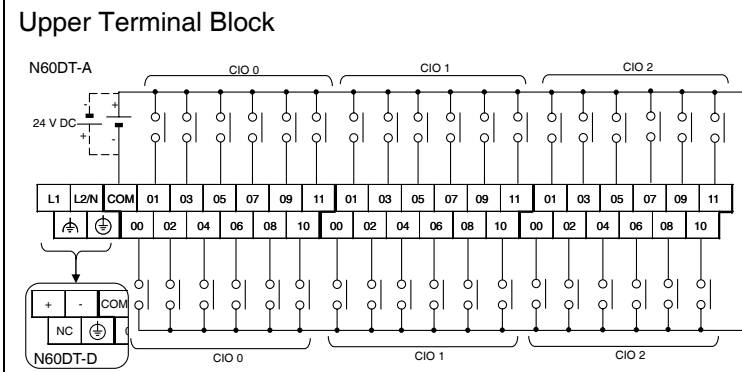 Upper Terminal Block
N60DT-A
CIO 0 CIO 1 CIO 2
- +
24 V DC
+ -
L1 L2/N COM 01 03 05 07 09 11 01 03 05 07 09 11 01 03 05 07 09 11
00 02 04 06 08 10 00 02 04 06 08 10 00 02 04 06 08 10
+ - COM
NC
N60DT-D
CIO 0 CIO 1 CIO 2